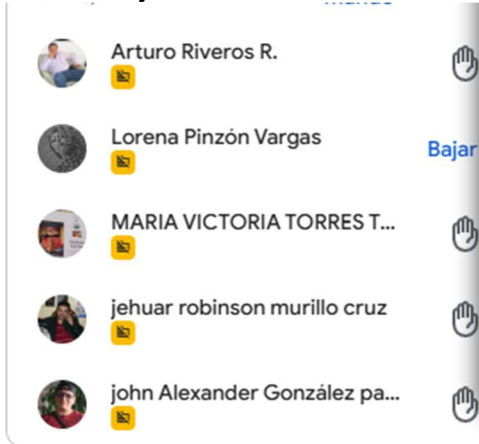 Arturo Riveros R.
Lorena Pinzón Vargas
Bajar
MARIA VICTORIA TORRES T...
jehuar robinson murillo cruz
john Alexander González pa...